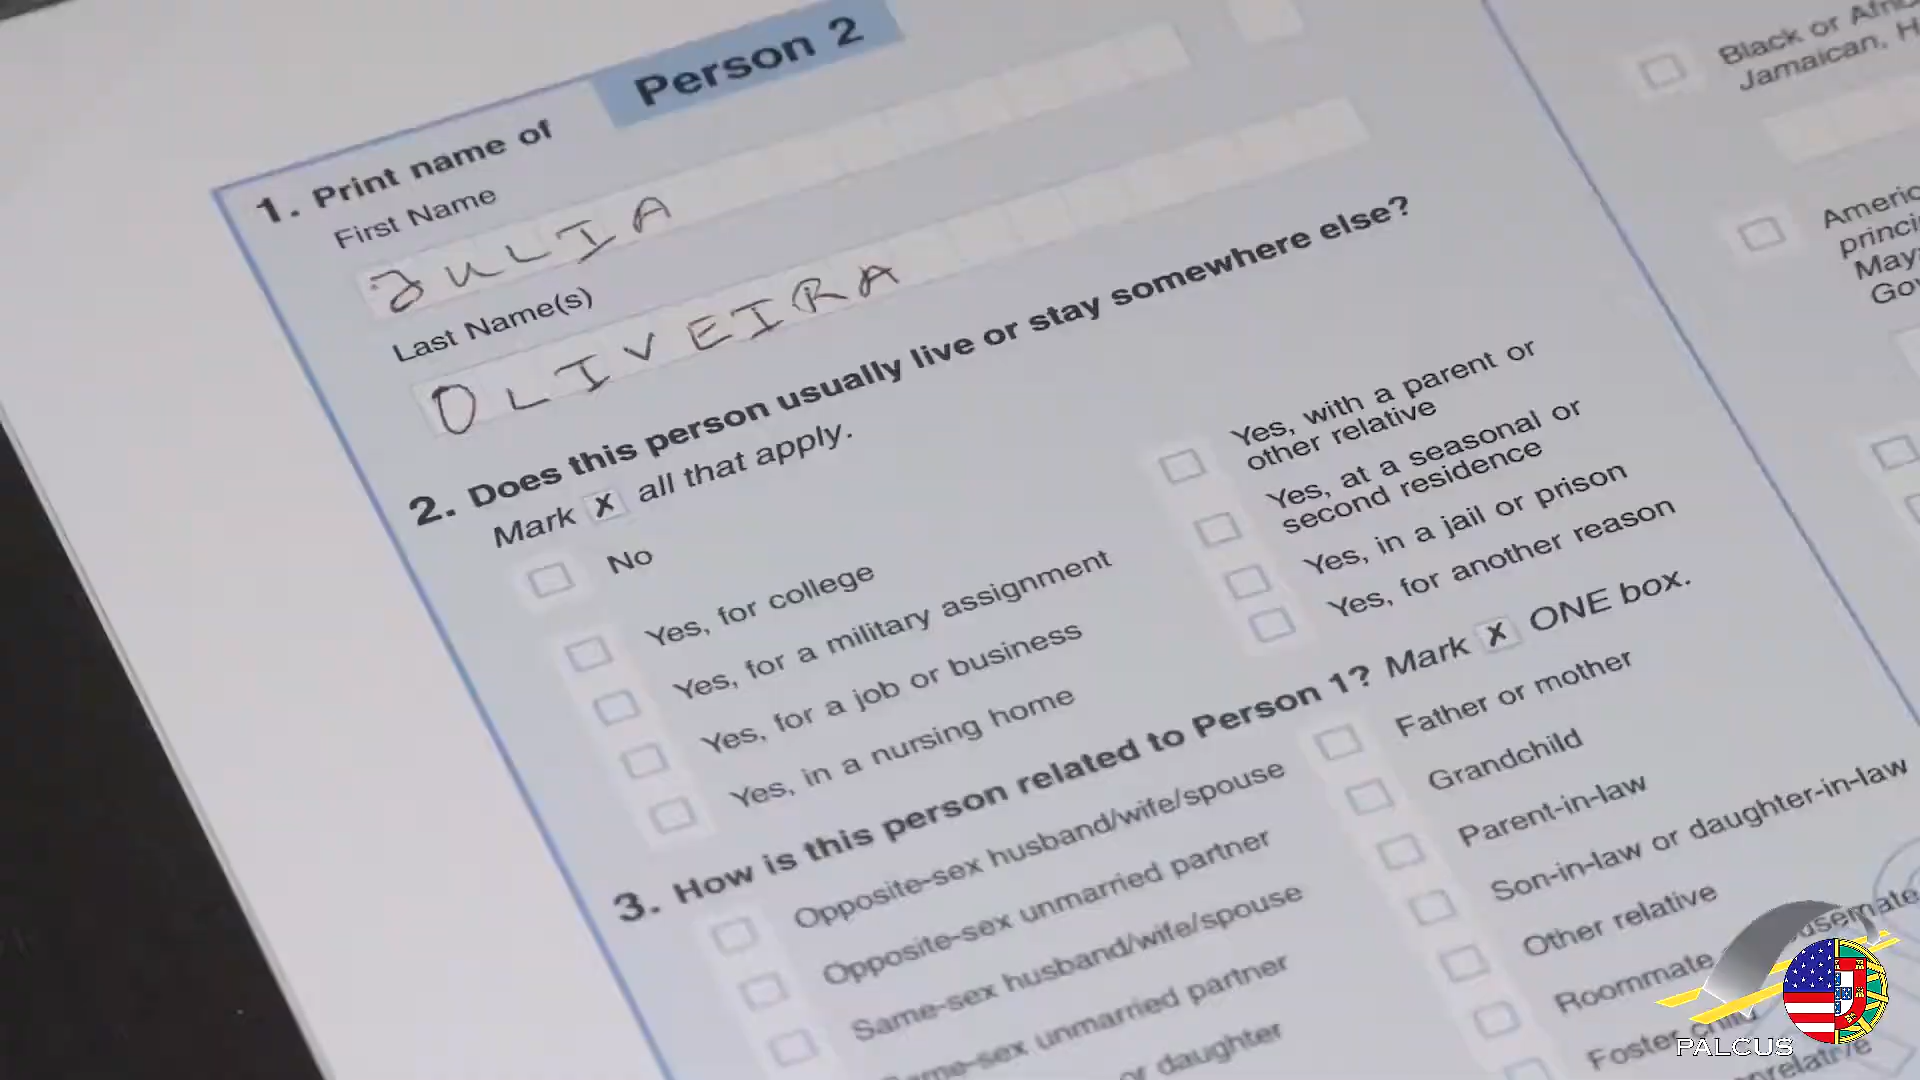 Person 2
1. Print name of
First Name
JULIA
Last Name(s)
OLIVEIRA
2. Does this person usually live or stay somewhere else?
Mark X all that apply.
No
Yes, for college
Yes, for a military assignment
Yes, for a job or business
Yes, in a nursing home
Yes, with a parent or
other relative
Yes, at a seasonal or
second residence
Yes, in a jail or prison
Yes, for another reason
3. How is this person related to Person 1? Mark X ONE box.
Opposite-sex husband/wife/spouse
Opposite-sex unmarried partner
Same-sex husband/wife/spouse
unmarried partner
or daughter
Father or mother
Grandchild
Parent-in-law
Son-in-law or daughter-in-law
Other relative
Roommate
Foster child
Black or
Jamaican,
PALCUS